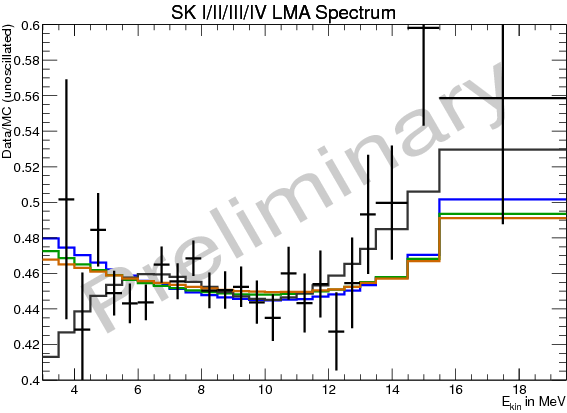 SK I/II/III/IV LMA Spectrum
Data/MC (unoscillated)
0.6
0.58
0.56
0.54
0.52
0.5
0.48
0.46
0.44
0.42
0.4
Preliminary
4 6 8 10 12 14 16 18
Ekin in MeV